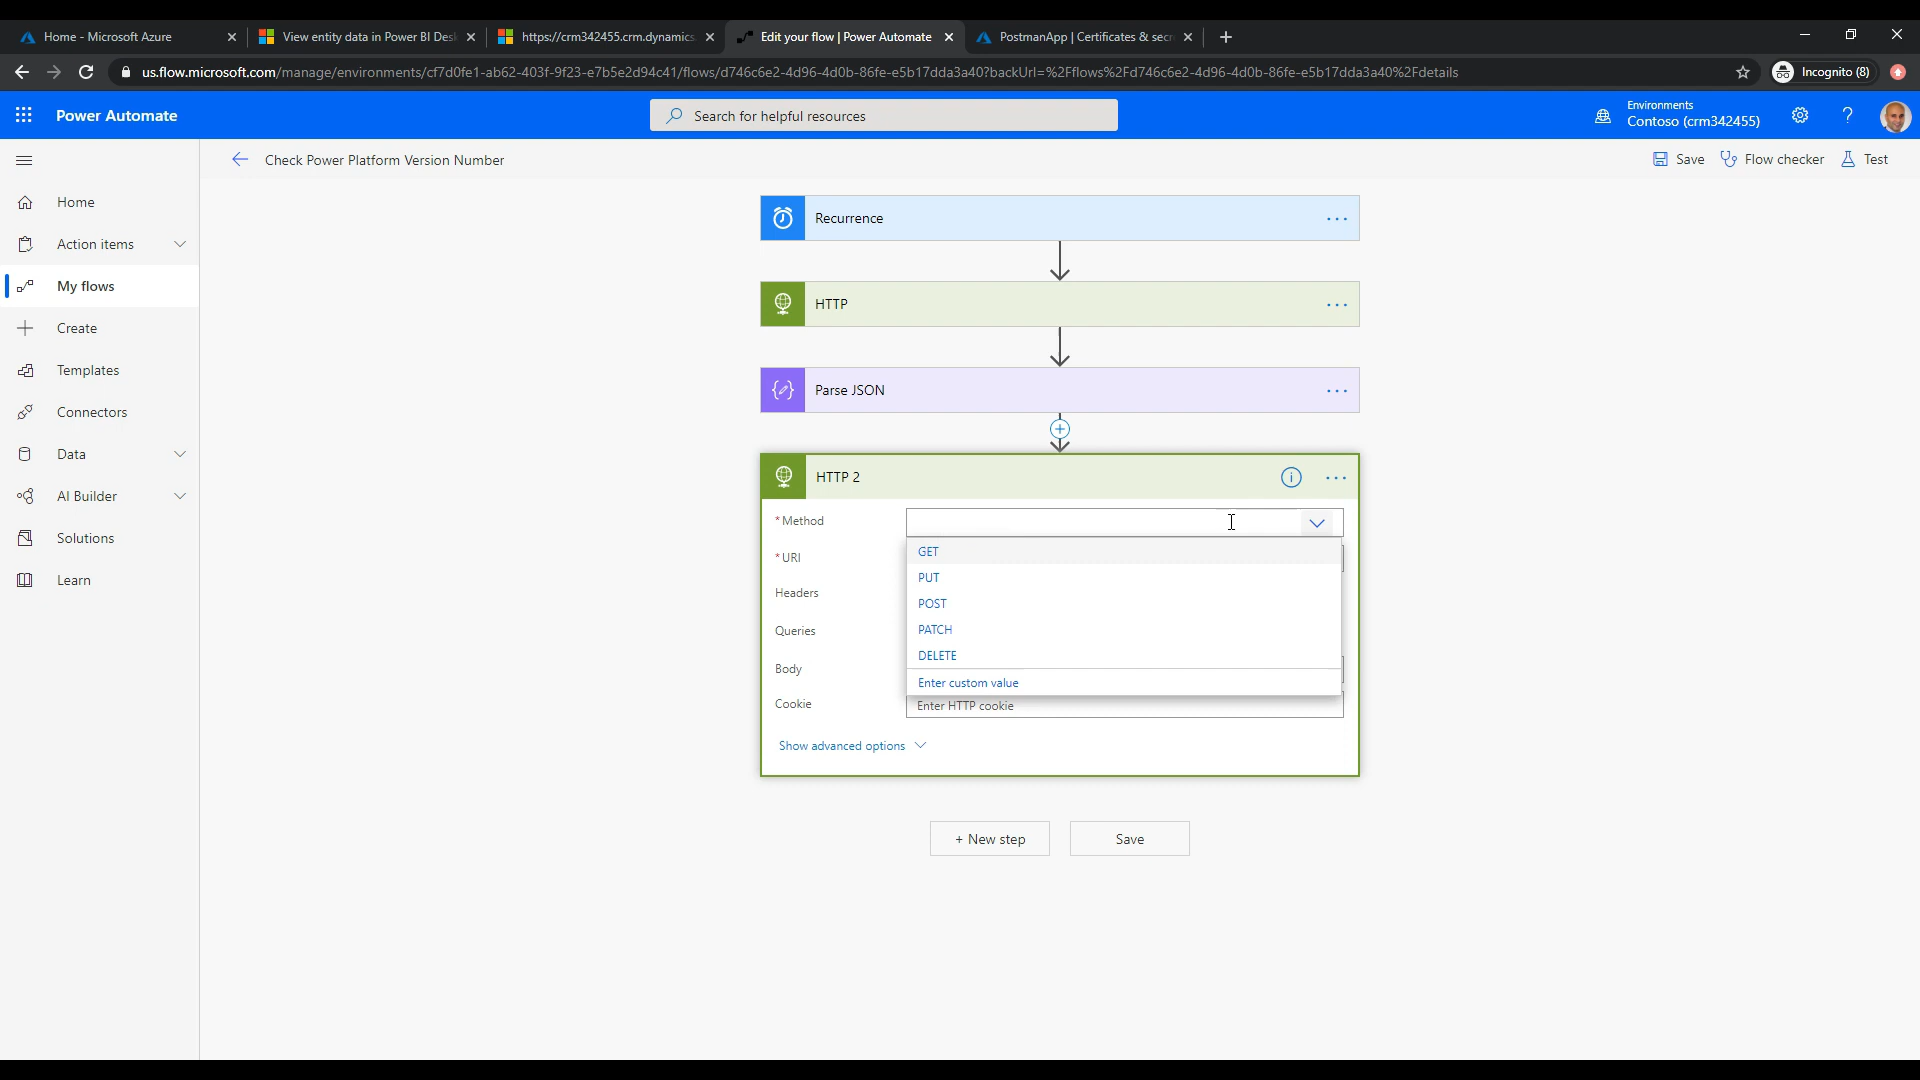 Home - Microsoft Azure
View entity data in Power BI Des
https://crm342455.crm.dynamics.
Edit your flow | Power Automate
PostmanApp | Certificates & secr
us.flow.microsoft.com/manage/environments/cf7d0fe1-ab62-403f-9f23-e7b5e2d94c41/flows/d746c6e2-4d96-4d0b-86fe-e5b17dda3a40?backUrl=%2Fflows%2Fd746c6e2-4d96-4d0b-86fe-e5b17dda3a40%2Fdetails
Incognito (8)
Power Automate
Search for helpful resources
Environments
Contoso (crm342455)
?
Check Power Platform Version Number
Save
Flow checker
Test
Home
Action items
My flows
Create
Templates
Connectors
Data
AI Builder
Solutions
Learn
Recurrence
HTTP
Parse JSON
HTTP 2
* Method
* URI
Headers
Queries
Body
Cookie
GET
PUT
POST
PATCH
DELETE
Enter custom value
Enter HTTP cookie
Show advanced options
+ New step
Save